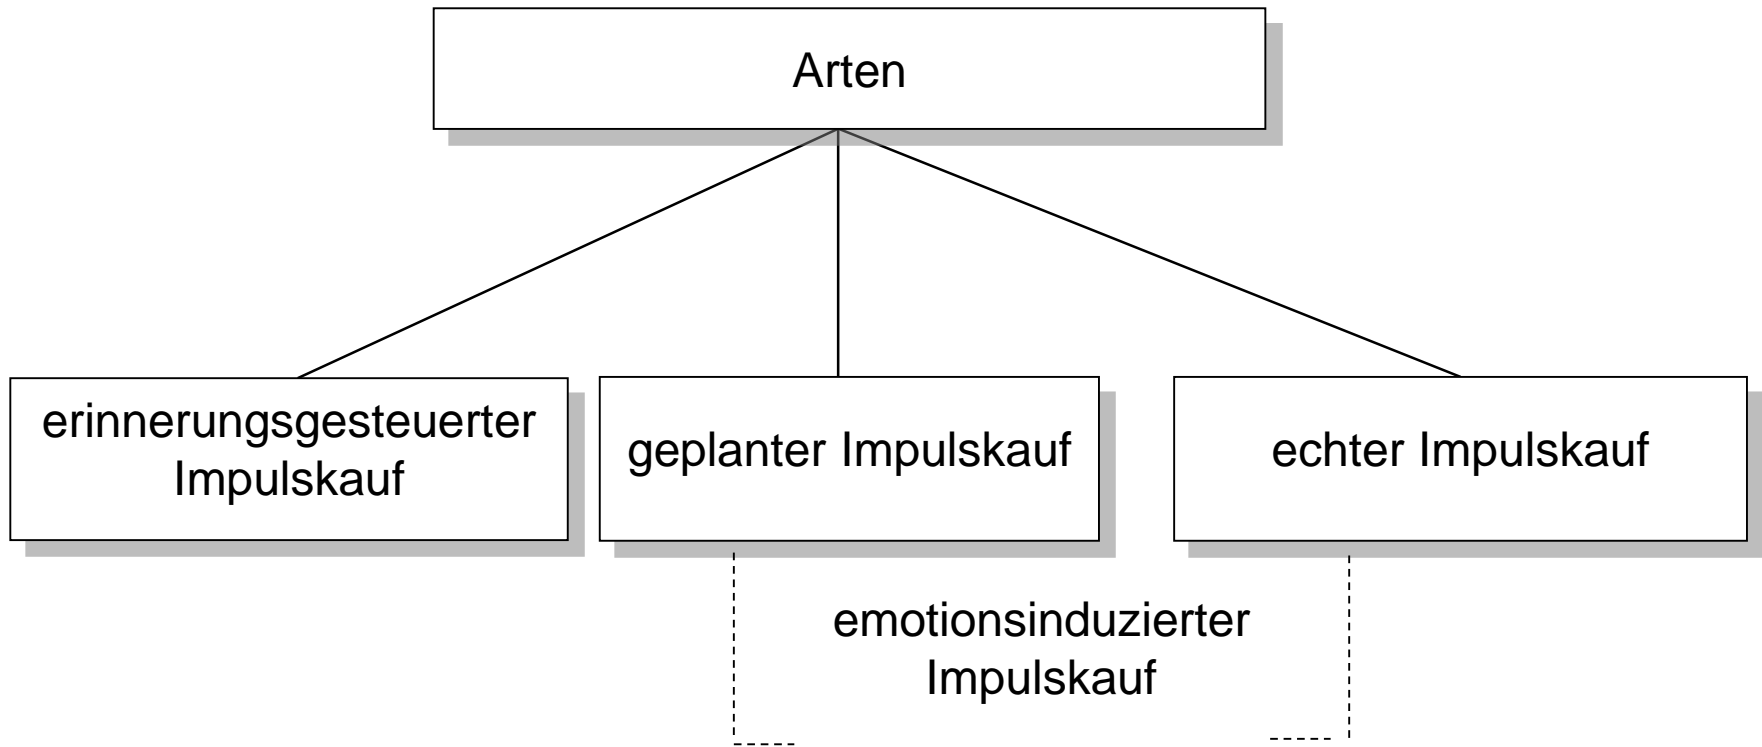 Arten
erinnerungsgesteuerter
Impulskauf
geplanter Impulskauf
echter Impulskauf
emotionsinduzierter
Impulskauf